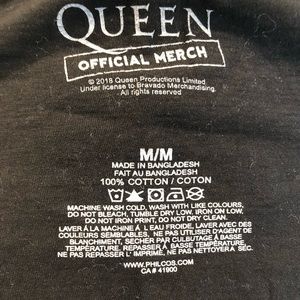 QUEEN
OFFICIAL MERCH
© 2018 Queen Productions Limited.
Under license to Bravado Merchandising.
All rights reserved
M/M
MADE IN BANGLADESH
FAIT AU BANGLADESH
100% COTTON / COTON
MACHINE WASH COLD, WASH WITH LIKE COLOURS,
DO NOT BLEACH, TUMBLE DRY LOW, IRON ON LOW,
DO NOT IRON PRINT, DO NOT DRY CLEAN.
LAVER À LA MACHINE À L EAU FROIDE, LAVER AVEC DES
COULEURS SIMILAIRES, NE PAS UTILISER D'AGENT DE
BLANCHIMENT, SÉCHER PAR CULBUTAGE À BASSE
TEMPÉRATURE, REPASSER À BASSE TEMPÉRATURE,
NE PAS REPASSER L' IMPRIMÉ, NE PAS NETTOYER À SEC.
WWW.PHILCOS.COM
CA# 41900